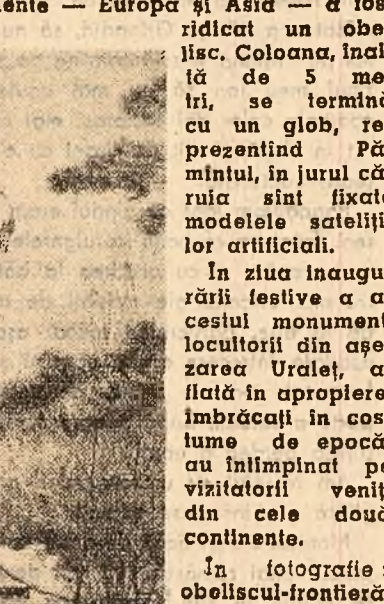 ente — Europa și Asia — a fos
ridicat un obe
lisc. Coloana, înal
tă de 5 me
tri, se termină
cu un glob, re
prezentînd Pă
mîntul, în jurul că
ruia sînt fixate
modelele sateliți
lor artificiali.
În ziua inaugu
rării festive a a
cestui monument
locuitorii din așe
zarea Uraleț, a
flată în apropiere
îmbrăcați în cos
tume de epocă
au întîmpinat pe
vizitatorii veniț
din cele două
continente.
În fotografie :
obeliscul-frontieră